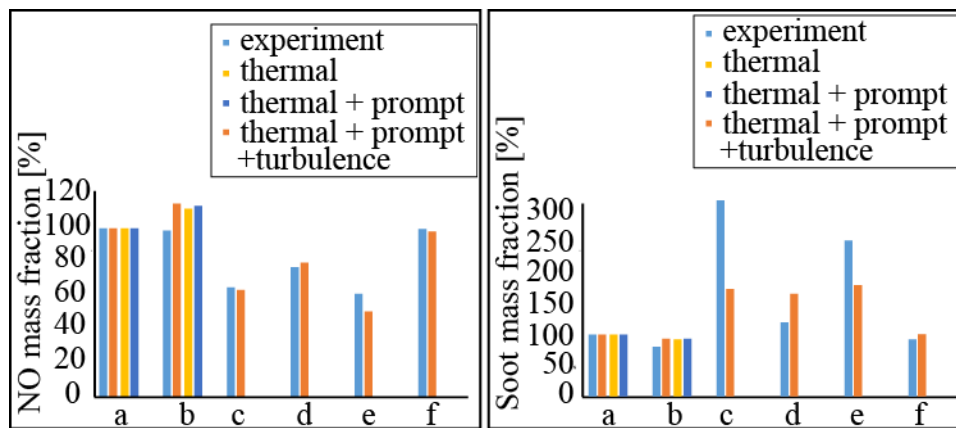 experiment
thermal
thermal + prompt
thermal + prompt
+turbulence
NO mass fraction [%]
120
100
80
60
40
20
0
a b c d e f
experiment
thermal
thermal + prompt
thermal + prompt
+turbulence
Soot mass fraction [%]
300
250
200
150
100
50
0
a b c d e f